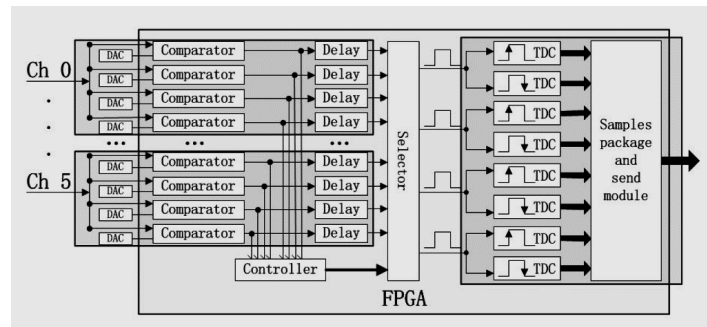 Comparator Delay TDC
DAC
Ch 0 Comparator Delay TDC
DAC
Comparator Delay TDC
DAC
Comparator Delay TDC
DAC
... ... ...
Selector
Samples package and send module
Comparator Delay TDC
DAC
Ch 5 Comparator Delay TDC
DAC
Comparator Delay TDC
DAC
Comparator Delay TDC
DAC
Controller
FPGA